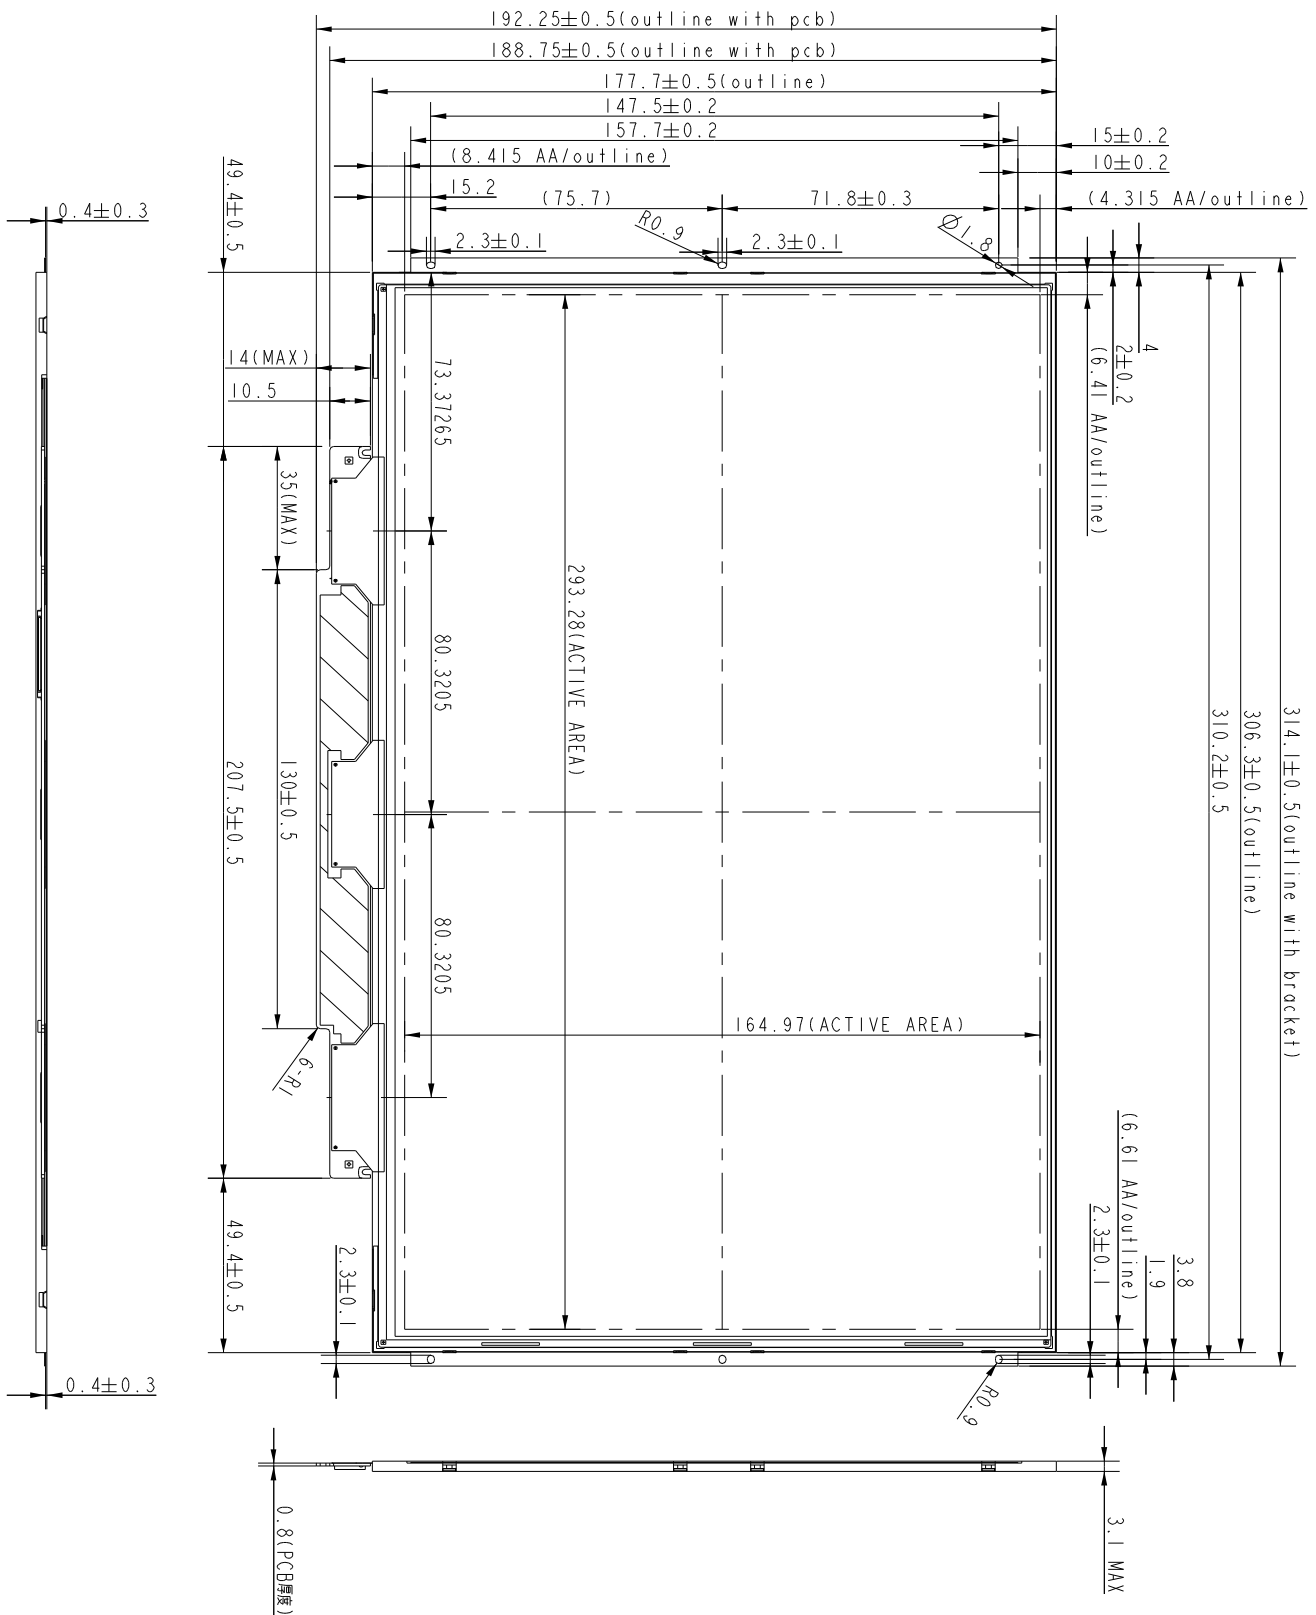 192.25±0.5(outline with pcb)
188.75±0.5(outline with pcb)
177.7±0.5(outline)
147.5±0.2
157.7±0.2
15±0.2
(8.415 AA/outline)
10±0.2
15.2
(75.7)
71.8±0.3
(4.315 AA/outline)
49.4±0.5
0.4±0.3
2.3±0.1
R0.9
2.3±0.1
Ø1.8
4
2±0.2
(6.41 AA/outline)
14(MAX)
10.5
73.37265
35(MAX)
293.28(ACTIVE AREA)
80.3205
314.1±0.5(outline with bracket)
306.3±0.5(outline)
310.2±0.5
130±0.5
207.5±0.5
80.3205
164.97(ACTIVE AREA)
6-R1
(6.61 AA/outline)
2.3±0.1
1.9
3.8
49.4±0.5
2.3±0.1
0.4±0.3
R0.9
0.8(PCB厚度)
3.1 MAX